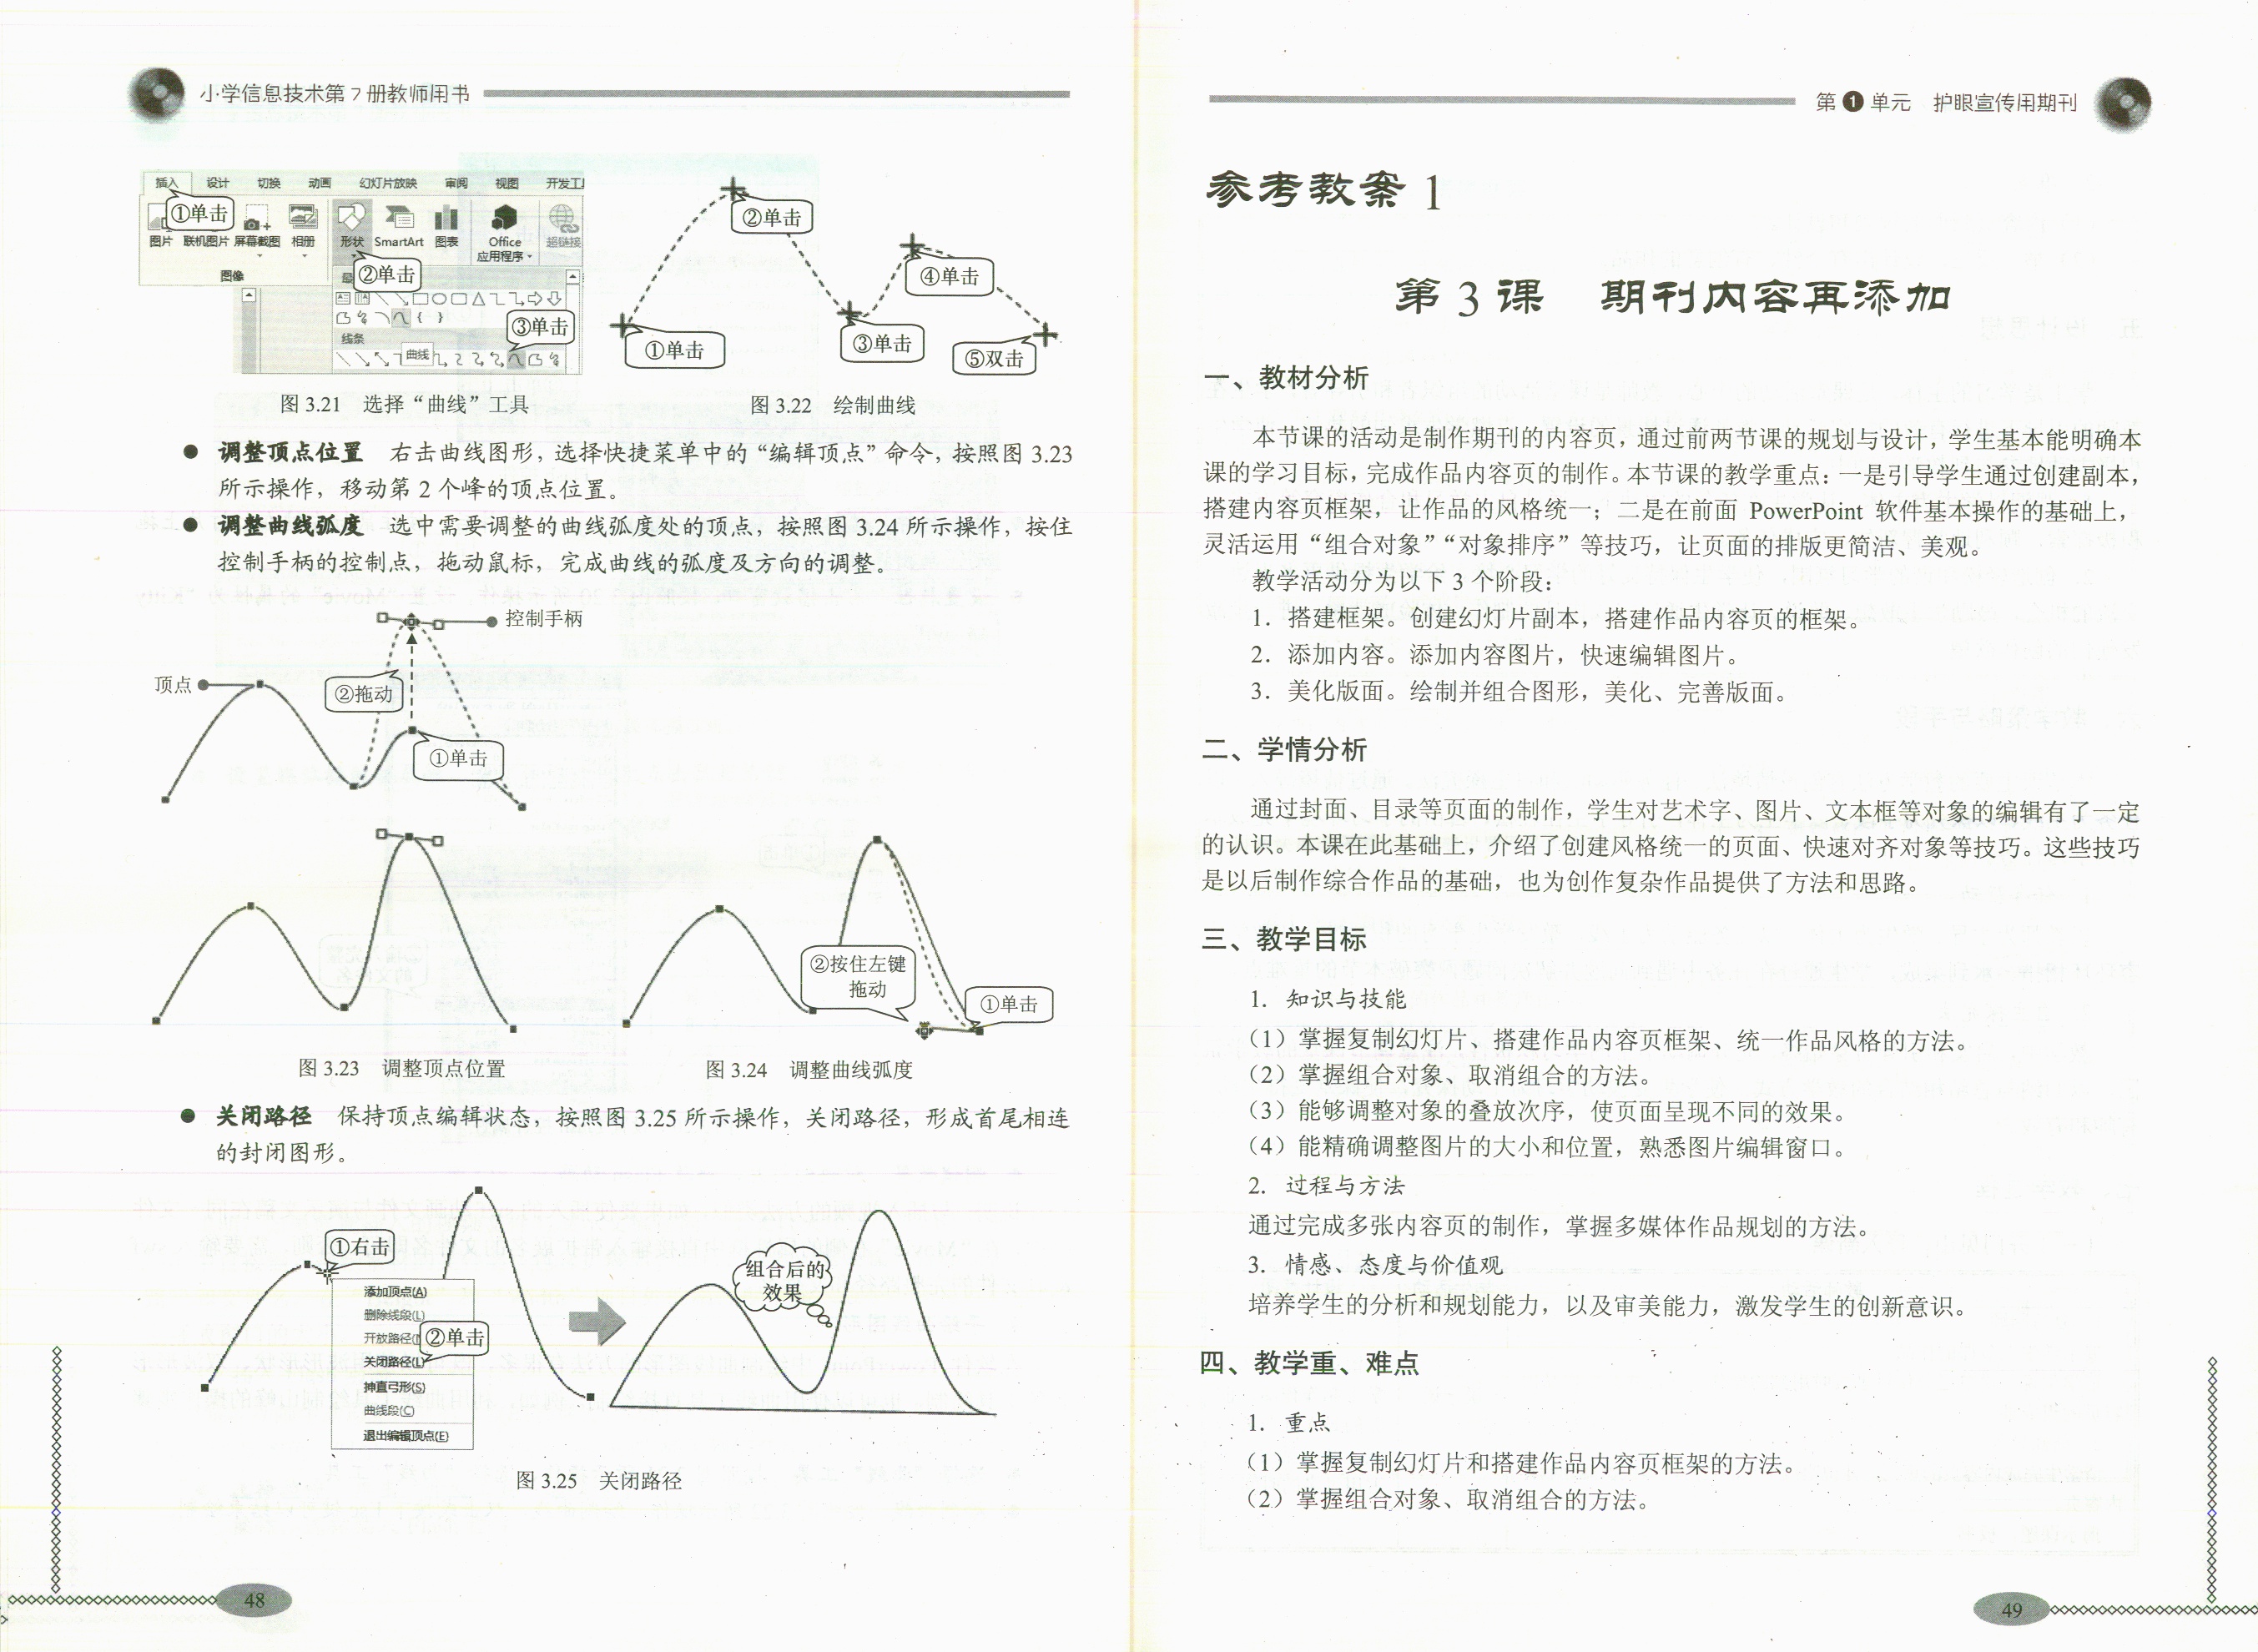 小学信息技术第7册教师用书
插入 设计 切换 动画 幻灯片放映 审阅 视图 开发工
①单击
图片 联机图片 屏幕截图 相册 形状 SmartArt 图表 Office 超链接
应用程序
图像
②单击
③单击
线条
曲线
①单击
②单击
③单击
④单击
⑤双击
图 3.21 选择“曲线”工具
图 3.22 绘制曲线
● 调整顶点位置 右击曲线图形，选择快捷菜单中的“编辑顶点”命令，按照图 3.23
所示操作，移动第 2 个峰的顶点位置。
● 调整曲线弧度 选中需要调整的曲线弧度处的顶点，按照图 3.24 所示操作，按住
控制手柄的控制点，拖动鼠标，完成曲线的弧度及方向的调整。
控制手柄
顶点
②拖动
①单击
②按住左键
拖动
①单击
图 3.23 调整顶点位置
图 3.24 调整曲线弧度
● 关闭路径 保持顶点编辑状态，按照图 3.25 所示操作，关闭路径，形成首尾相连
的封闭图形。
①右击
添加顶点(A)
删除线段(L)
开放路径(
②单击
关闭路径(L)
抻直弓形(S)
曲线段(C)
退出编辑顶点(E)
组合后的
效果
图 3.25 关闭路径
48
第 1 单元 护眼宣传用期刊
参考教案 1
第 3 课 期刊内容再添加
一、教材分析
本节课的活动是制作期刊的内容页，通过前两节课的规划与设计，学生基本能明确本
课的学习目标，完成作品内容页的制作。本节课的教学重点：一是引导学生通过创建副本，
搭建内容页框架，让作品的风格统一；二是在前面 PowerPoint 软件基本操作的基础上，
灵活运用“组合对象”“对象排序”等技巧，让页面的排版更简洁、美观。
教学活动分为以下 3 个阶段：
1. 搭建框架。创建幻灯片副本，搭建作品内容页的框架。
2. 添加内容。添加内容图片，快速编辑图片。
3. 美化版面。绘制并组合图形，美化、完善版面。
二、学情分析
通过封面、目录等页面的制作，学生对艺术字、图片、文本框等对象的编辑有了一定
的认识。本课在此基础上，介绍了创建风格统一的页面、快速对齐对象等技巧。这些技巧
是以后制作综合作品的基础，也为创作复杂作品提供了方法和思路。
三、教学目标
1. 知识与技能
（1）掌握复制幻灯片、搭建作品内容页框架、统一作品风格的方法。
（2）掌握组合对象、取消组合的方法。
（3）能够调整对象的叠放次序，使页面呈现不同的效果。
（4）能精确调整图片的大小和位置，熟悉图片编辑窗口。
2. 过程与方法
通过完成多张内容页的制作，掌握多媒体作品规划的方法。
3. 情感、态度与价值观
培养学生的分析和规划能力，以及审美能力，激发学生的创新意识。
四、教学重、难点
1. 重点
（1）掌握复制幻灯片和搭建作品内容页框架的方法。
（2）掌握组合对象、取消组合的方法。
49